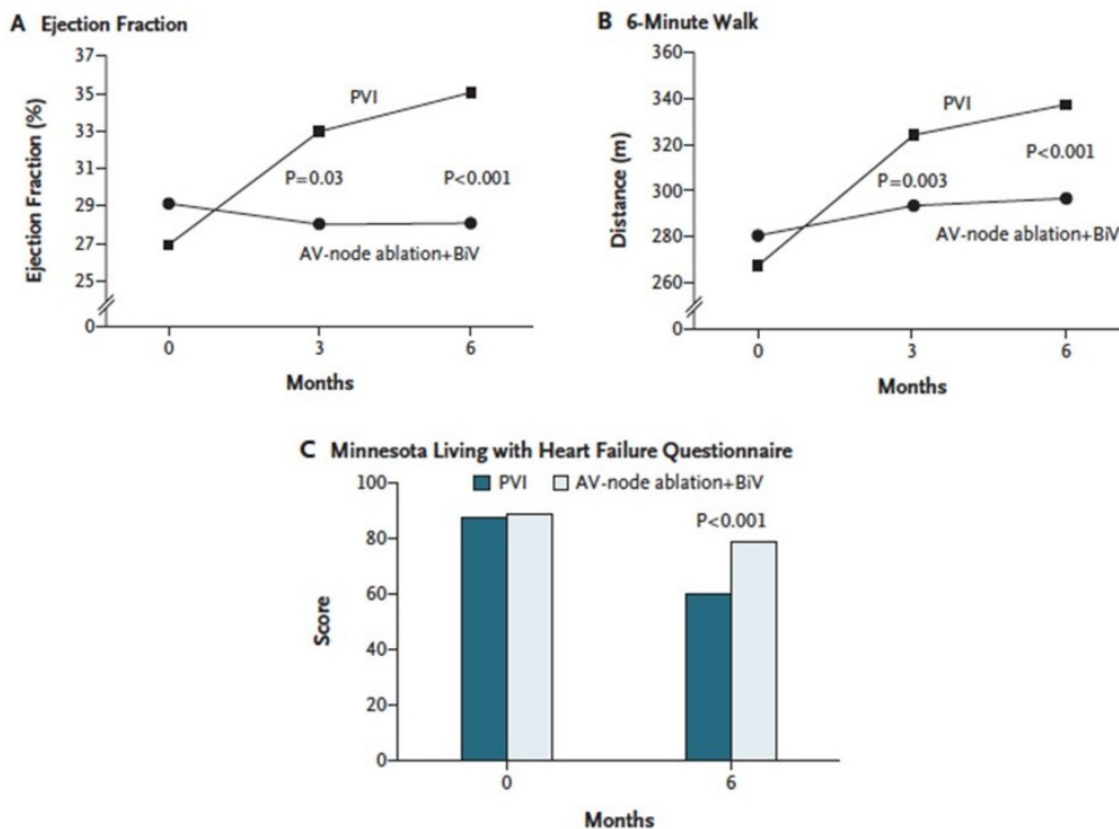 A Ejection Fraction
37
35
33
31
29
27
25
0
Ejection Fraction (%)
PVI
P=0.03
P<0.001
AV-node ablation+BiV
0 3 6
Months
B 6-Minute Walk
360
340
320
300
280
260
0
Distance (m)
PVI
P<0.001
P=0.003
AV-node ablation+BiV
0 3 6
Months
C Minnesota Living with Heart Failure Questionnaire
PVI AV-node ablation+BiV
100
80
60
40
20
0
Score
P<0.001
0 6
Months